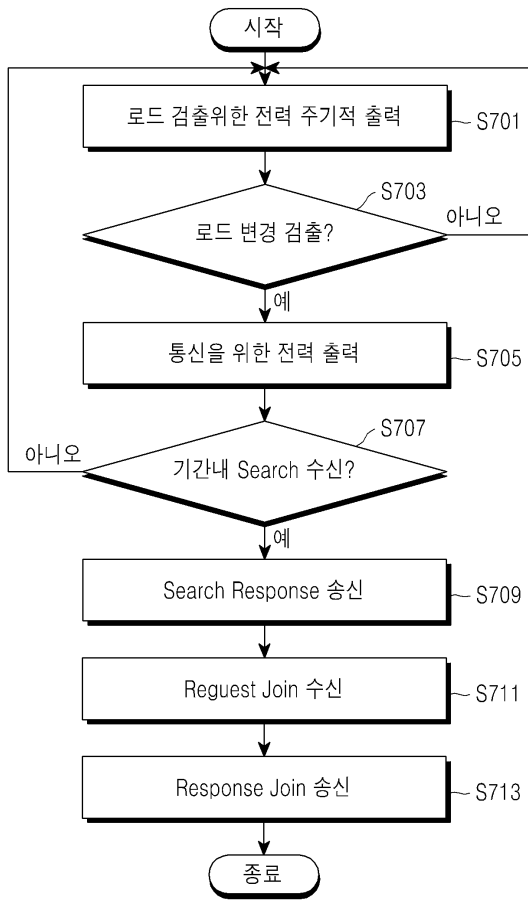 시작
로드 검출위한 전력 주기적 출력
S701
S703
로드 변경 검출?
아니오
예
통신을 위한 전력 출력
S705
S707
아니오
기간내 Search 수신?
예
Search Response 송신
S709
Reguest Join 수신
S711
Response Join 송신
S713
종료